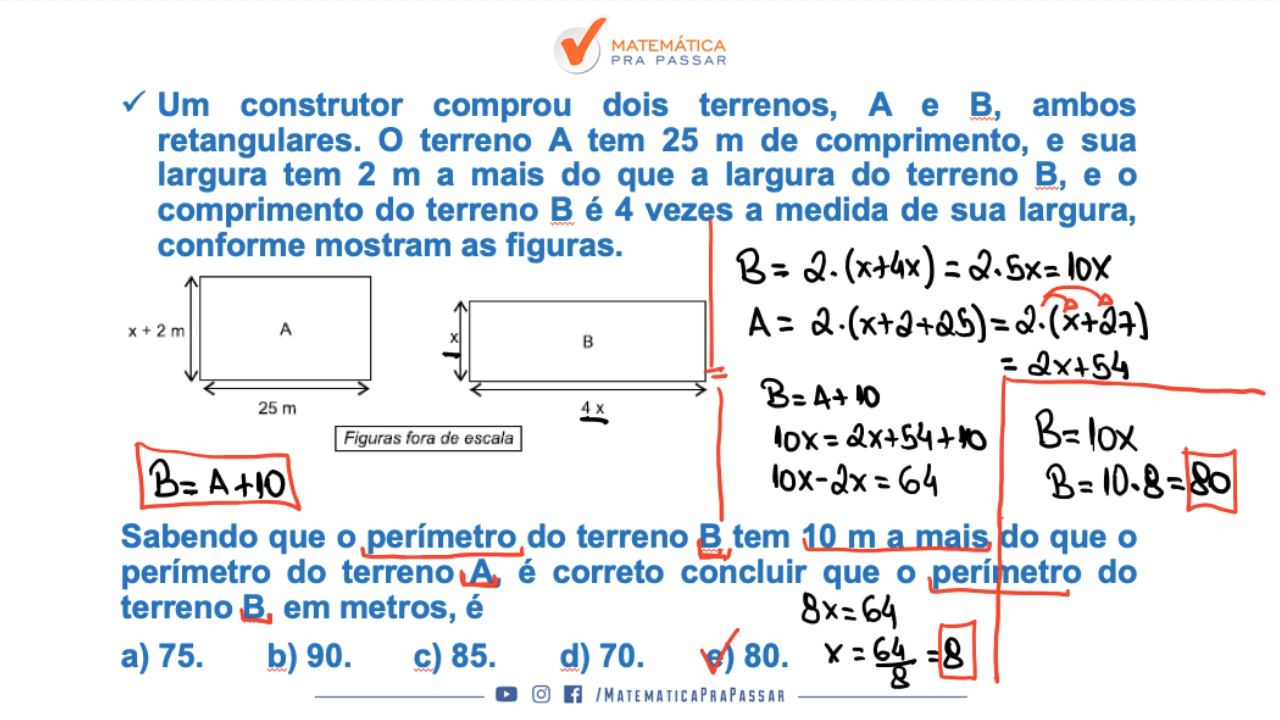 MATEMÁTICA
PRA PASSAR
✓ Um construtor comprou dois terrenos, A e B, ambos
retangulares. O terreno A tem 25 m de comprimento, e sua
largura tem 2 m a mais do que a largura do terreno B, e o
comprimento do terreno B é 4 vezes a medida de sua largura,
conforme mostram as figuras.
x + 2 m
A
25 m
x
B
4 x
Figuras fora de escala
B = A + 10
B = 2.(x+4x) = 2.5x = 10x
A = 2.(x+2+25) = 2.(x+27)
= 2x+54
B = A + 10
10x = 2x+54+10
10x-2x = 64
B = 10x
B = 10.8 = 80
Sabendo que o perímetro do terreno B tem 10 m a mais do que o
perímetro do terreno A, é correto concluir que o perímetro do
terreno B, em metros, é
8x = 64
x = 64/8 = 8
a) 75. b) 90. c) 85. d) 70. e) 80.
/MatematicaPraPassar